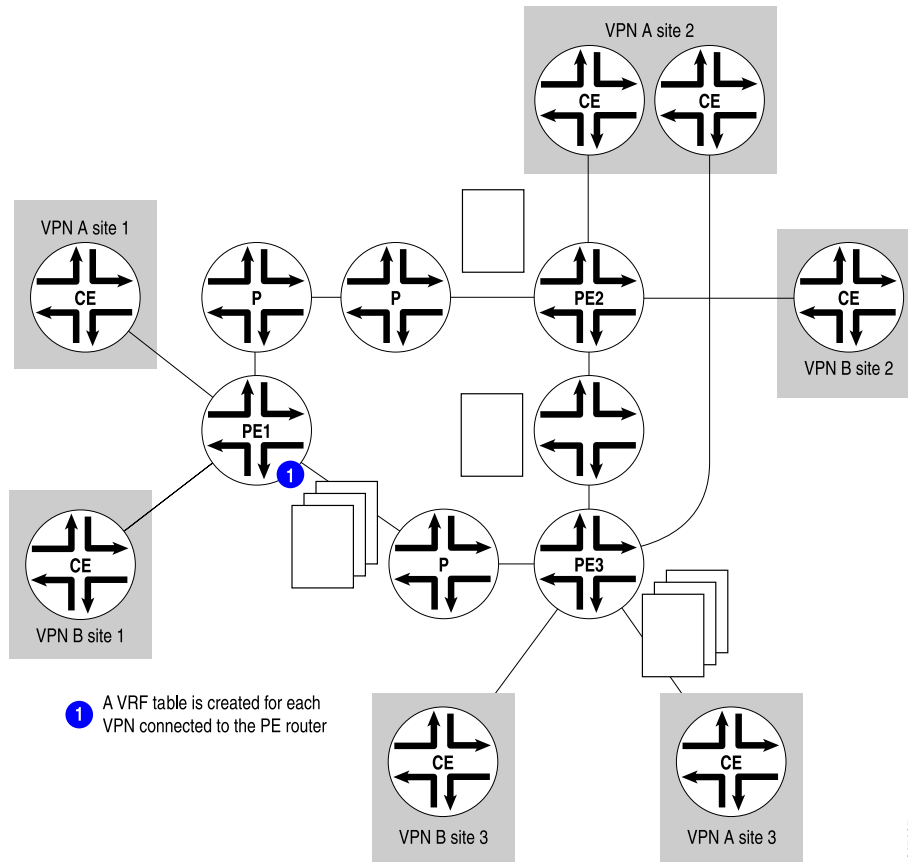 VPN A site 2
CE
CE
VPN A site 1
CE
P
P
PE2
CE
VPN B site 2
PE1
1
CE
VPN B site 1
P
PE3
1
A VRF table is created for each
VPN connected to the PE router
CE
VPN B site 3
CE
VPN A site 3